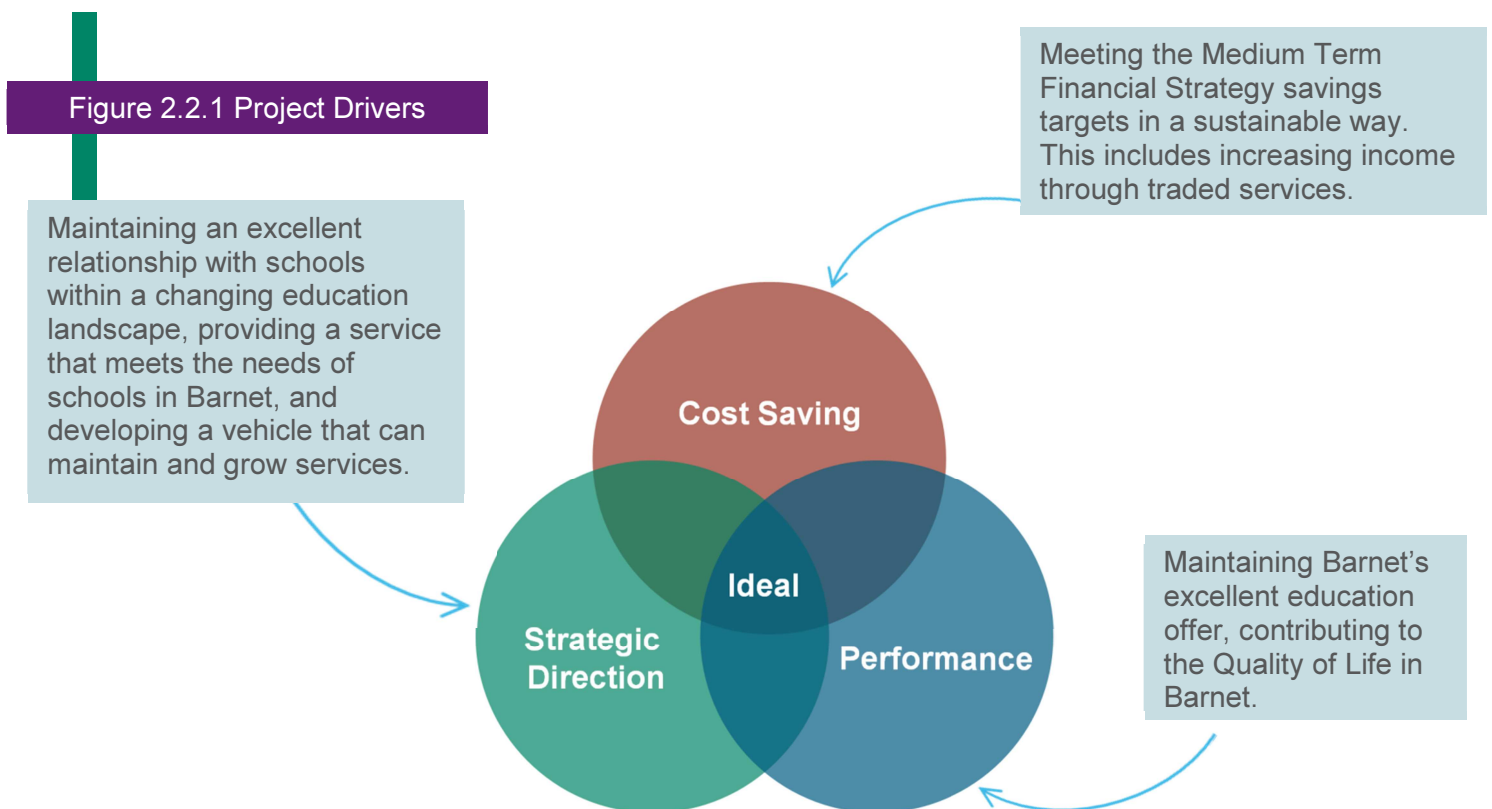 Figure 2.2.1 Project Drivers
Meeting the Medium Term
Financial Strategy savings
targets in a sustainable way.
This includes increasing income
through traded services.
Maintaining an excellent
relationship with schools
within a changing education
landscape, providing a service
that meets the needs of
schools in Barnet, and
developing a vehicle that can
maintain and grow services.
Cost Saving
Ideal
Strategic
Direction
Performance
Maintaining Barnet’s
excellent education
offer, contributing to
the Quality of Life in
Barnet.